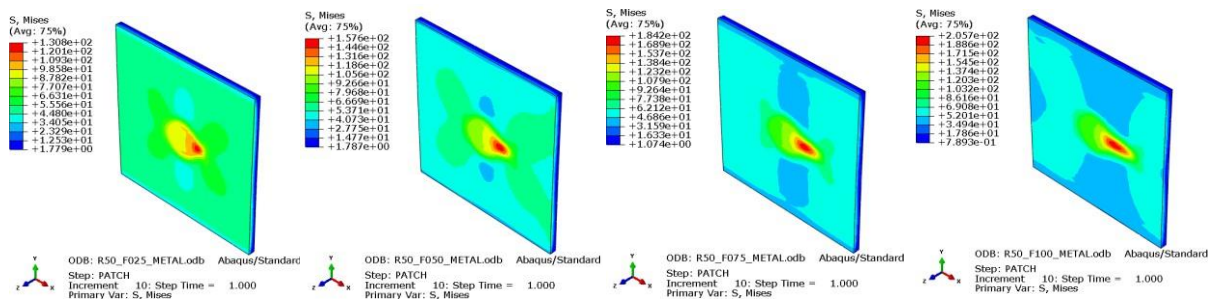 S, Mises
(Avg: 75%)
+1.308e+02
+1.201e+02
+1.093e+02
+9.858e+01
+8.782e+01
+7.707e+01
+6.631e+01
+5.556e+01
+4.480e+01
+3.405e+01
+2.329e+01
+1.253e+01
+1.779e+00
Y
Z
X
ODB: R50_F025_METAL.odb Abaqus/Standard
Step: PATCH
Increment 10: Step Time = 1.000
Primary Var: S, Mises
S, Mises
(Avg: 75%)
+1.576e+02
+1.446e+02
+1.316e+02
+1.186e+02
+1.056e+02
+9.266e+01
+7.968e+01
+6.669e+01
+5.371e+01
+4.073e+01
+2.775e+01
+1.477e+01
+1.787e+00
Y
Z
X
ODB: R50_F050_METAL.odb Abaqus/Standard
Step: PATCH
Increment 10: Step Time = 1.000
Primary Var: S, Mises
S, Mises
(Avg: 75%)
+1.842e+02
+1.689e+02
+1.537e+02
+1.384e+02
+1.232e+02
+1.079e+02
+9.264e+01
+7.738e+01
+6.212e+01
+4.686e+01
+3.159e+01
+1.633e+01
+1.074e+00
Y
Z
X
ODB: R50_F075_METAL.odb Abaqus/Standard
Step: PATCH
Increment 10: Step Time = 1.000
Primary Var: S, Mises
S, Mises
(Avg: 75%)
+2.057e+02
+1.886e+02
+1.715e+02
+1.545e+02
+1.374e+02
+1.203e+02
+1.032e+02
+8.616e+01
+6.908e+01
+5.201e+01
+3.494e+01
+1.786e+01
+7.893e-01
Y
Z
X
ODB: R50_F100_METAL.odb Abaqus/Standard
Step: PATCH
Increment 10: Step Time = 1.000
Primary Var: S, Mises